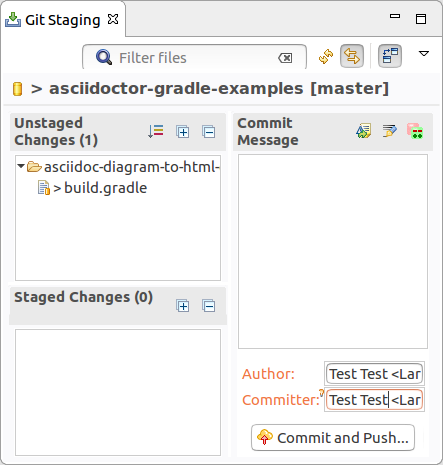 Git Staging
Filter files
> asciidoctor-gradle-examples [master]
Unstaged
Changes (1)
asciidoc-diagram-to-html-
> build.gradle
Staged Changes (0)
Commit
Message
Author:
Test Test <Lar
Committer:
Test Test <Lar
Commit and Push...